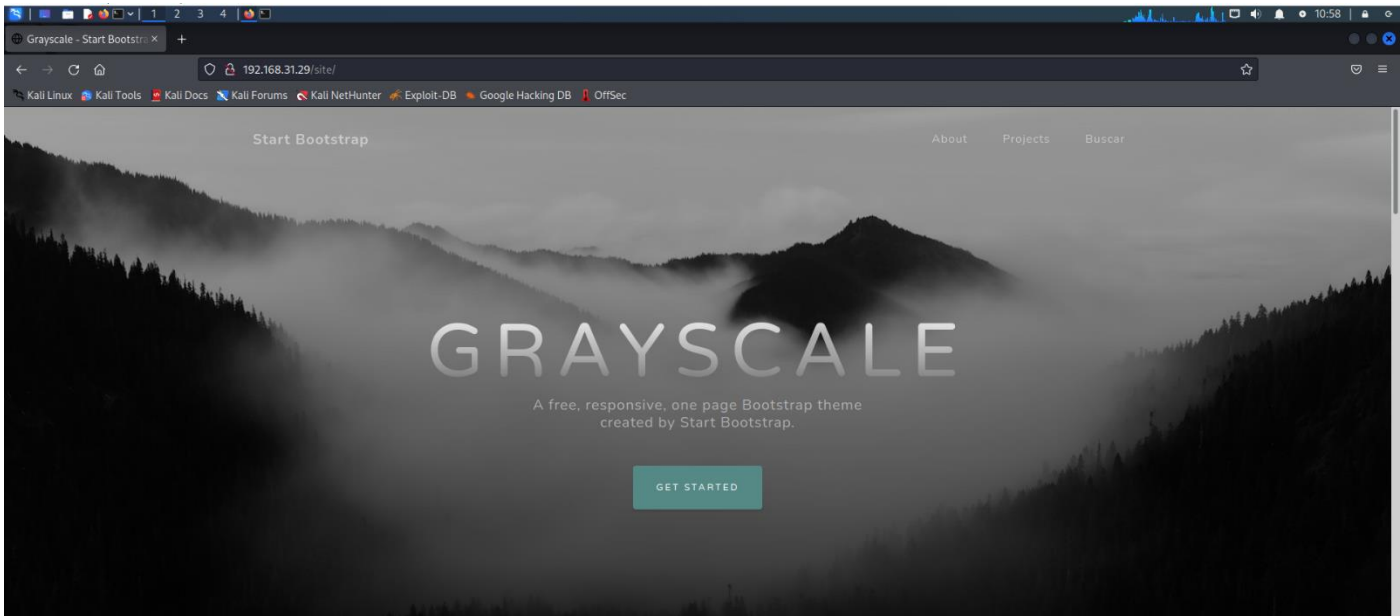 1 2 3 4
10:58
Grayscale - Start Bootstra
192.168.31.29/site/
Kali Linux Kali Tools Kali Docs Kali Forums Kali NetHunter Exploit-DB Google Hacking DB OffSec
Start Bootstrap About Projects Buscar
GRAYSCALE
A free, responsive, one page Bootstrap theme
created by Start Bootstrap.
GET STARTED